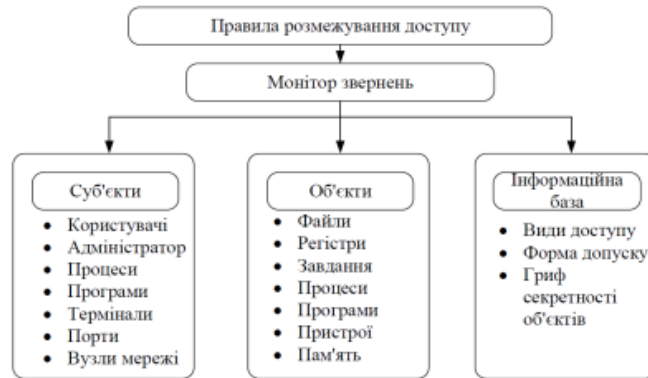 Правила розмежування доступу
Монітор звернень
Суб'єкти
• Користувачі
• Адміністратор
• Процеси
• Програми
• Термінали
• Порти
• Вузли мережі
Об'єкти
• Файли
• Регістри
• Завдання
• Процеси
• Програми
• Пристрої
• Пам'ять
Інформаційна
база
• Види доступу
• Форма допуску
• Гриф
секретності
об'єктів